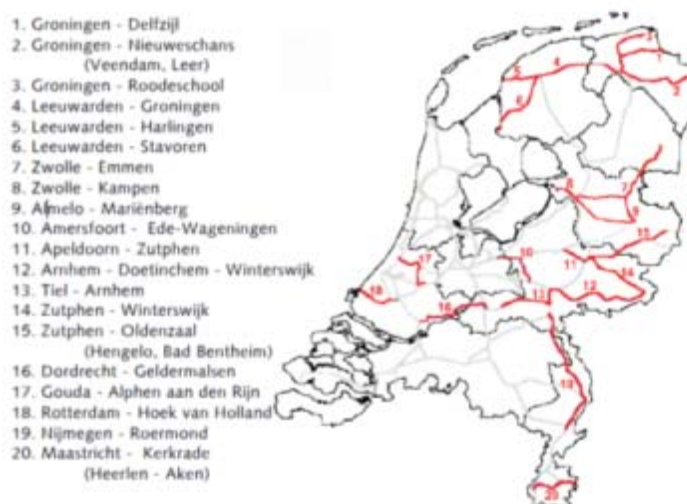 1. Groningen - Delfzijl
2. Groningen - Nieuweschans
(Veendam, Leer)
3. Groningen - Roodeschool
4. Leeuwarden - Groningen
5. Leeuwarden - Harlingen
6. Leeuwarden - Stavoren
7. Zwolle - Emmen
8. Zwolle - Kampen
9. Almelo - Mariënberg
10. Amersfoort - Ede-Wageningen
11. Apeldoorn - Zutphen
12. Arnhem - Doetinchem - Winterswijk
13. Tiel - Arnhem
14. Zutphen - Winterswijk
15. Zutphen - Oldenzaal
(Hengelo, Bad Bentheim)
16. Dordrecht - Geldermalsen
17. Gouda - Alphen aan den Rijn
18. Rotterdam - Hoek van Holland
19. Nijmegen - Roermond
20. Maastricht - Kerkrade
(Heerlen - Aken)
3
1
5
4
2
6
8
7
9
15
17
10
11
14
18
16
13
12
19
20